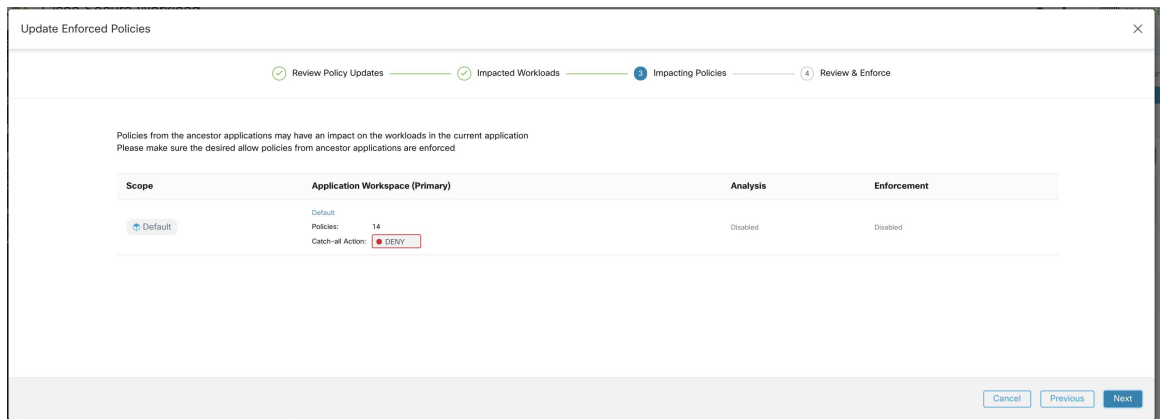 Update Enforced Policies
Review Policy Updates
Impacted Workloads
3 Impacting Policies
4 Review & Enforce
Policies from the ancestor applications may have an impact on the workloads in the current application
Please make sure the desired allow policies from ancestor applications are enforced
Scope Application Workspace (Primary) Analysis Enforcement
Default
Default Policies: 14 Disabled Disabled
Catch-all Action: DENY
Cancel Previous Next